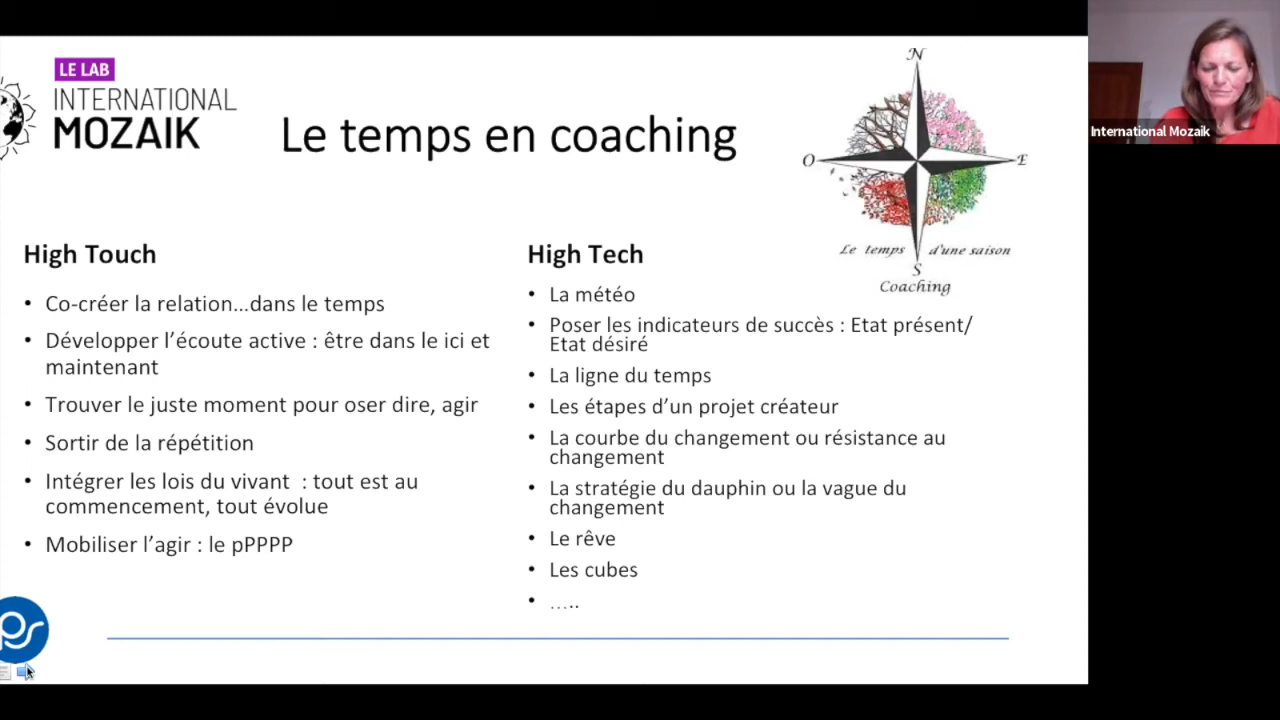 LE LAB
INTERNATIONAL
MOZAIK
Le temps en coaching
N
O
E
Le temps d'une saison
S
Coaching
International Mozaik
High Touch
• Co-créer la relation...dans le temps
• Développer l'écoute active : être dans le ici et
maintenant
• Trouver le juste moment pour oser dire, agir
• Sortir de la répétition
• Intégrer les lois du vivant : tout est au
commencement, tout évolue
• Mobiliser l'agir : le pPPPP
High Tech
• La météo
• Poser les indicateurs de succès : Etat présent/
Etat désiré
• La ligne du temps
• Les étapes d'un projet créateur
• La courbe du changement ou résistance au
changement
• La stratégie du dauphin ou la vague du
changement
• Le rêve
• Les cubes
• .....
ps